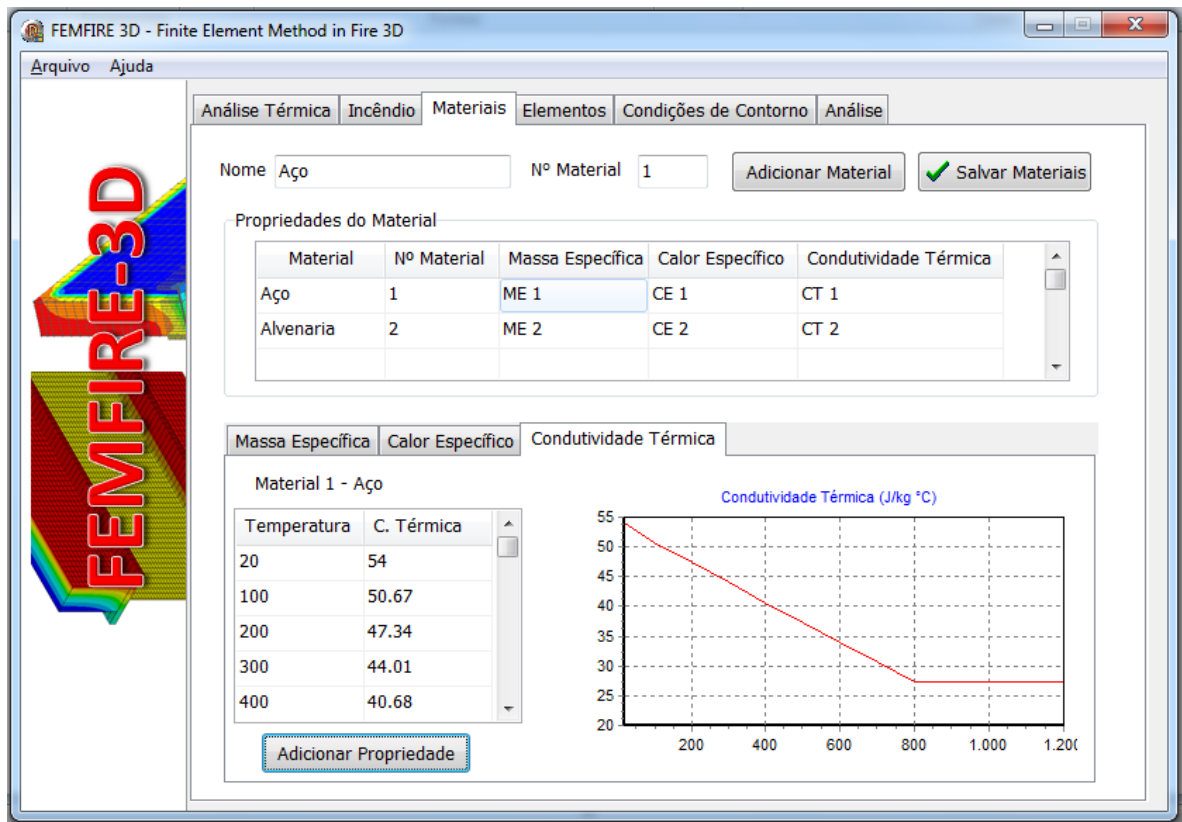 FEMFIRE 3D - Finite Element Method in Fire 3D
Arquivo Ajuda
FEMFIRE-3D
Análise Térmica Incêndio Materiais Elementos Condições de Contorno Análise
Nome Aço Nº Material 1 Adicionar Material Salvar Materiais
Propriedades do Material
Material Nº Material Massa Específica Calor Específico Condutividade Térmica
Aço 1 ME 1 CE 1 CT 1
Alvenaria 2 ME 2 CE 2 CT 2
Massa Específica Calor Específico Condutividade Térmica
Material 1 - Aço
Temperatura C. Térmica
20 54
100 50.67
200 47.34
300 44.01
400 40.68
Adicionar Propriedade
Condutividade Térmica (J/kg °C)
55
50
45
40
35
30
25
20
200 400 600 800 1.000 1.200